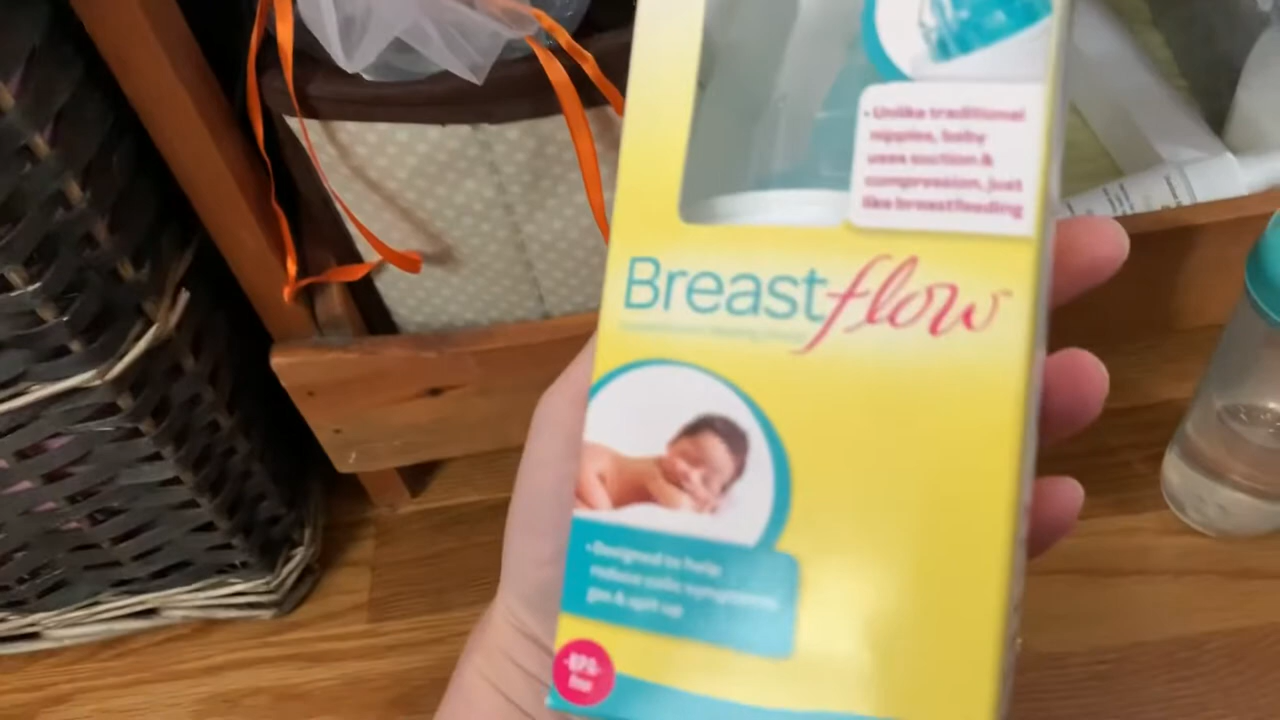 • Unlike traditional
nipples, baby
uses suction &
compression, just
like breastfeeding
Breastflow™
• Designed to help
reduce colic symptoms,
gas & spit up